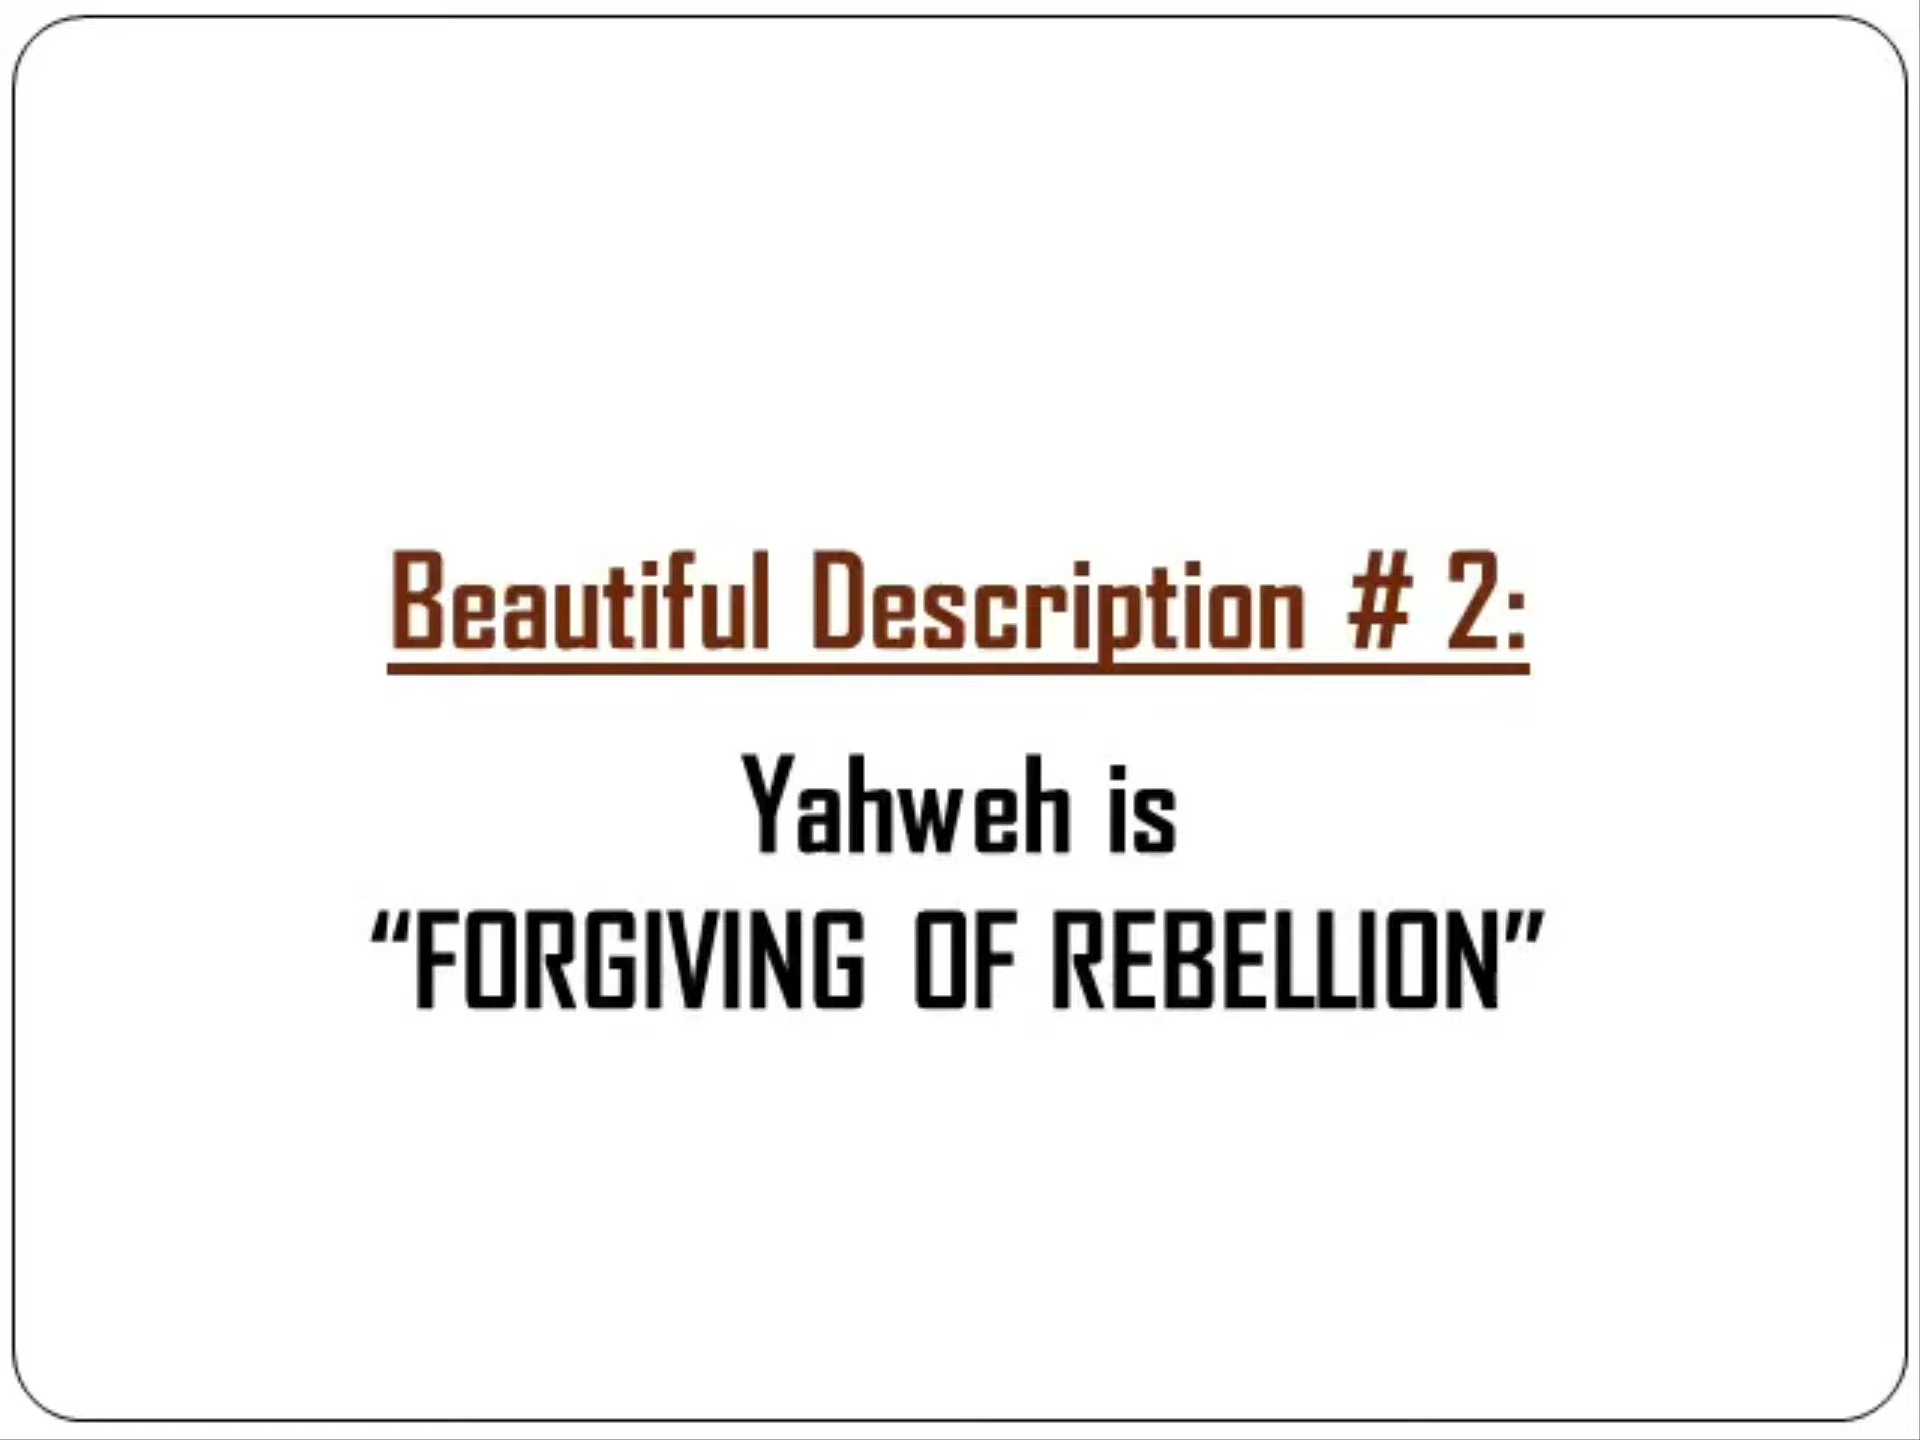 Beautiful Description # 2:
Yahweh is
“FORGIVING OF REBELLION”